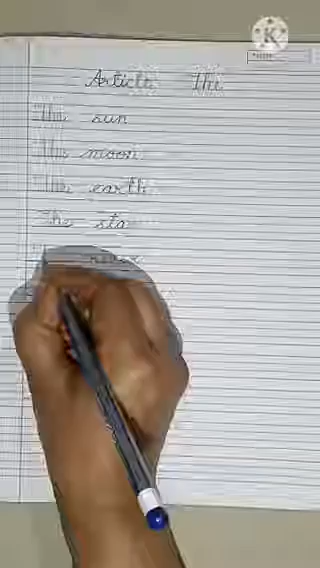 Article The
The sun
The moon
The earth
The sta
K